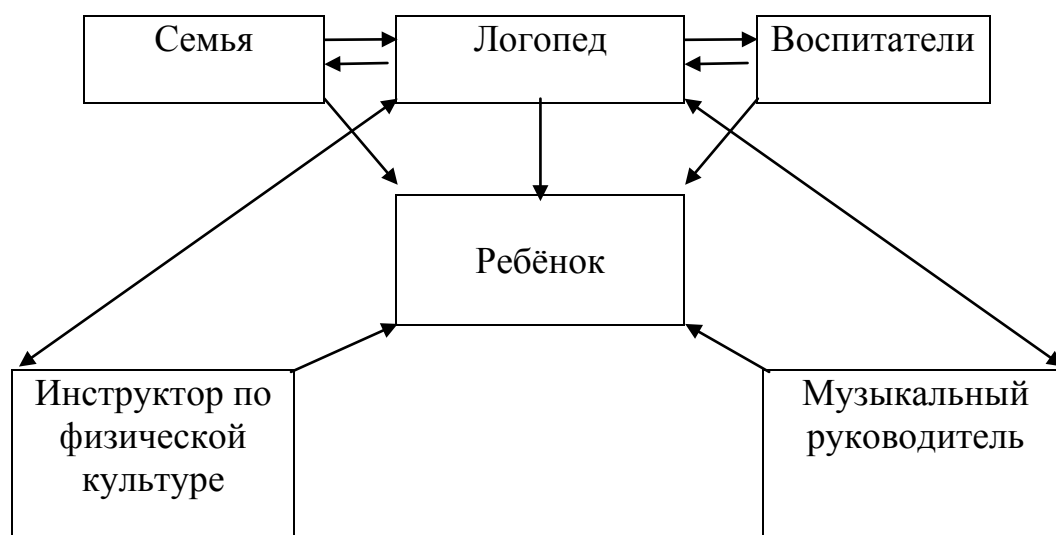 Семья
Логопед
Воспитатели
Ребёнок
Инструктор по
физической
культуре
Музыкальный
руководитель